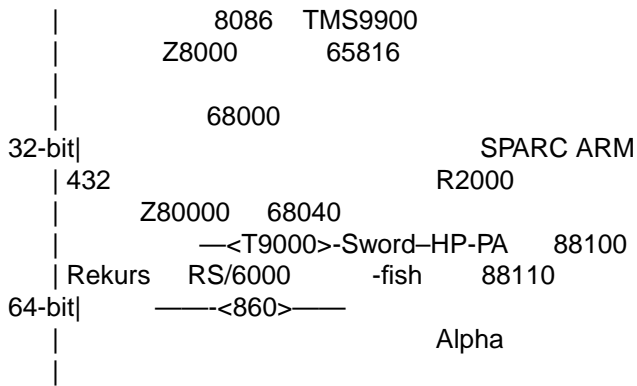 | 8086 TMS9900
| Z8000 65816
|
| 68000
32-bit| SPARC ARM
| 432 R2000
| Z80000 68040
| —<T9000>-Sword–HP-PA 88100
| Rekurs RS/6000 -fish 88110
64-bit| ——-<860>——
| Alpha
|